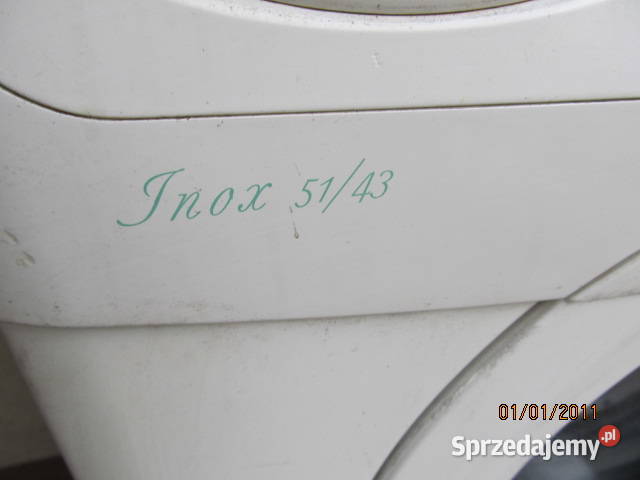 Inox 51/43
01/01/2011
Sprzedajemy.pl